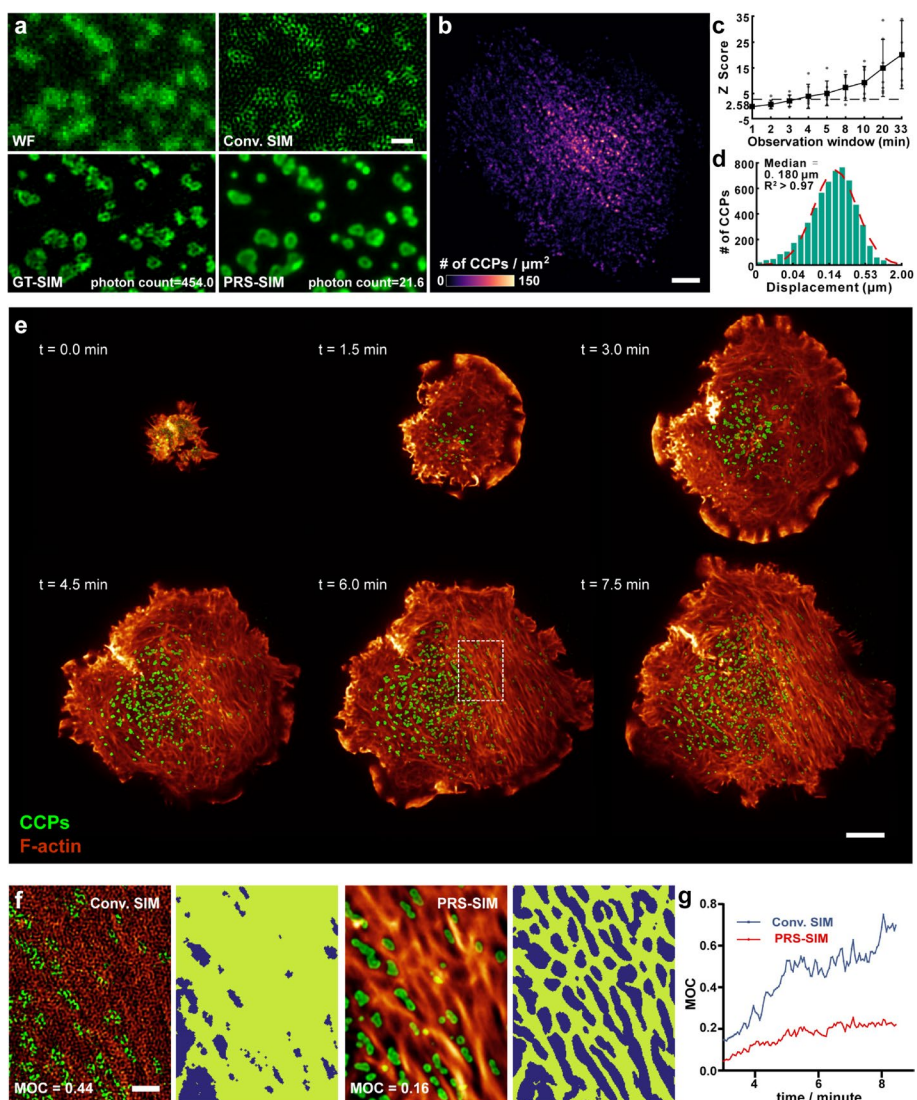 a
WF
Conv. SIM
GT-SIM
photon count=454.0
PRS-SIM
photon count=21.6
b
# of CCPs / µm²
0
150
c
Z Score
35
25
15
5
2.58
-5
1 2 3 4 5 8 10 20 33
Observation window (min)
d
# of CCPs
800
600
400
200
0
Median =
0. 180 µm
R² > 0.97
0 0.04 0.14 0.53 2.00
Displacement (µm)
e
t = 0.0 min
t = 1.5 min
t = 3.0 min
t = 4.5 min
t = 6.0 min
t = 7.5 min
CCPs
F-actin
f
Conv. SIM
MOC = 0.44
PRS-SIM
MOC = 0.16
g
MOC
0.8
0.6
0.4
0.2
0.0
Conv. SIM
PRS-SIM
4 6 8
time / minute